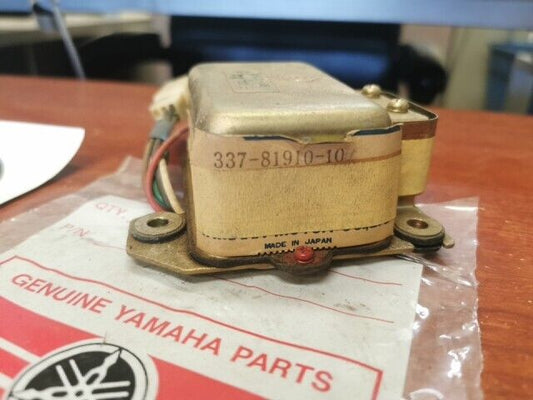 337-81910-10
MADE IN JAPAN
QTY.
P/N
GENUINE YAMAHA PARTS